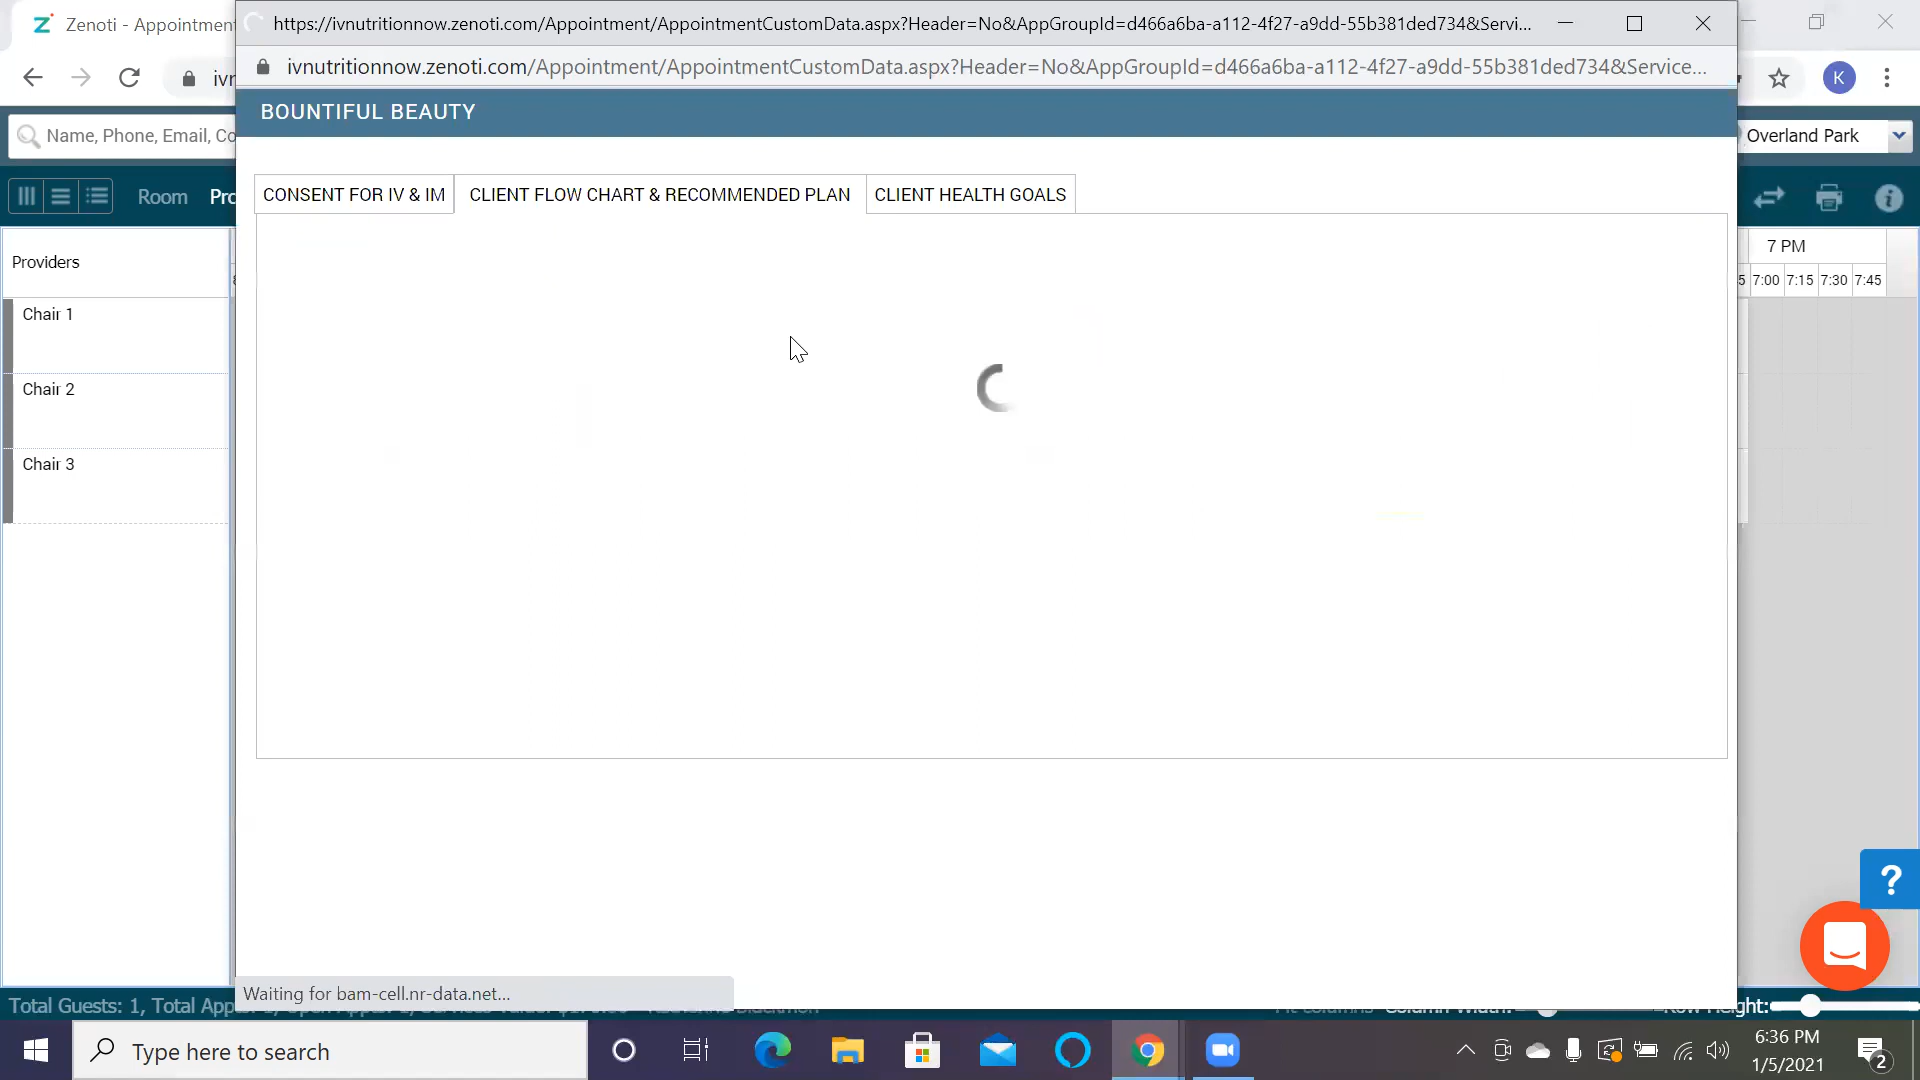 Zenoti - Appointment
https://ivnutritionnow.zenoti.com/Appointment/AppointmentCustomData.aspx?Header=No&AppGroupId=d466a6ba-a112-4f27-a9dd-55b381ded734&Servi...
ivnutritionnow.zenoti.com/Appointment/AppointmentCustomData.aspx?Header=No&AppGroupId=d466a6ba-a112-4f27-a9dd-55b381ded734&Service...
K
BOUNTIFUL BEAUTY
Name, Phone, Email, Co
Overland Park
Room Pro
CONSENT FOR IV & IM CLIENT FLOW CHART & RECOMMENDED PLAN CLIENT HEALTH GOALS
Providers
7 PM
7:00 7:15 7:30 7:45
Chair 1
Chair 2
Chair 3
?
Waiting for bam-cell.nr-data.net...
Total Guests: 1, Total App
Type here to search
6:36 PM
1/5/2021
2